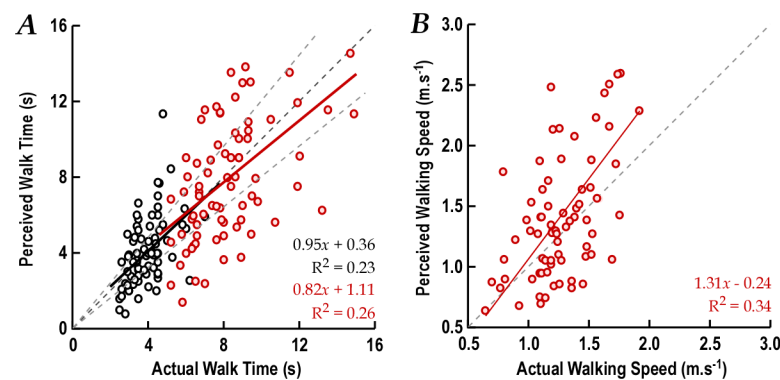 A
Perceived Walk Time (s)
16
12
8
4
0
0
4
8
12
16
Actual Walk Time (s)
0.95x + 0.36
R² = 0.23
0.82x + 1.11
R² = 0.26
B
Perceived Walking Speed (m.s⁻¹)
3.0
2.5
2.0
1.5
1.0
0.5
0.5
1.0
1.5
2.0
2.5
3.0
Actual Walking Speed (m.s⁻¹)
1.31x - 0.24
R² = 0.34